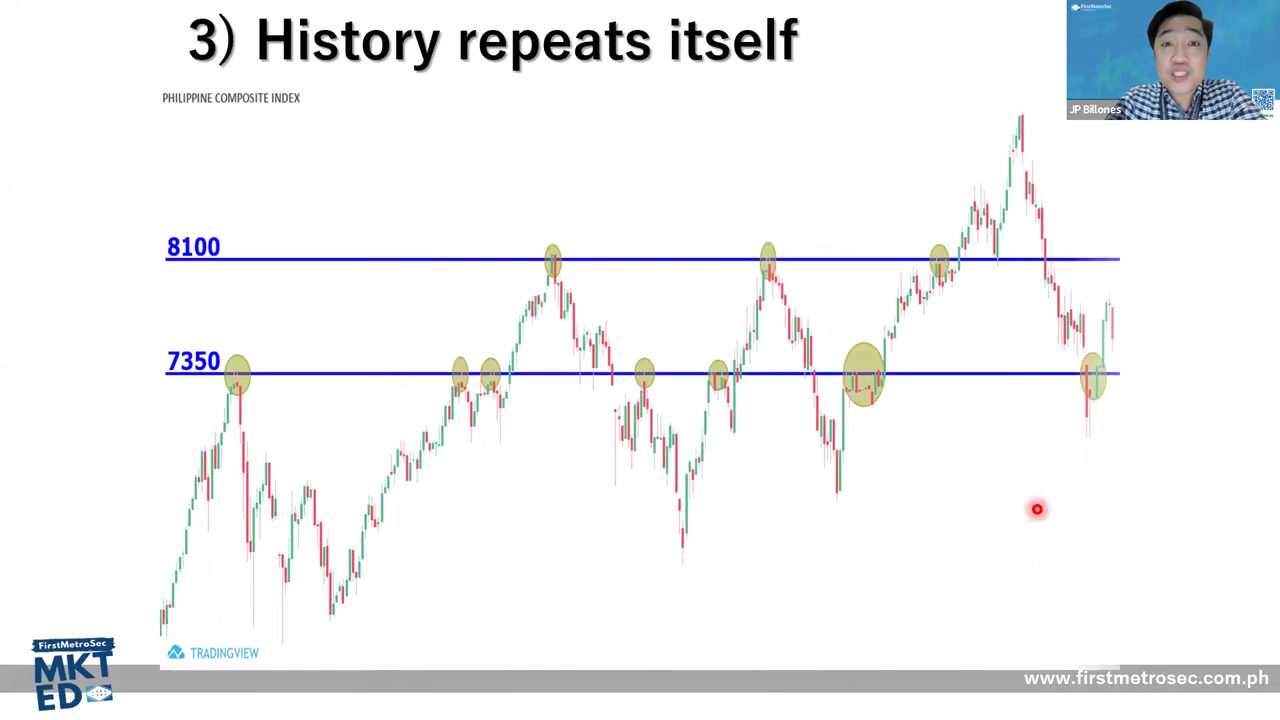 3) History repeats itself
FirstMetroSec
JP Billones
PHILIPPINE COMPOSITE INDEX
8100
7350
TRADINGVIEW
FirstMetroSec
MKT
ED
www.firstmetrosec.com.ph